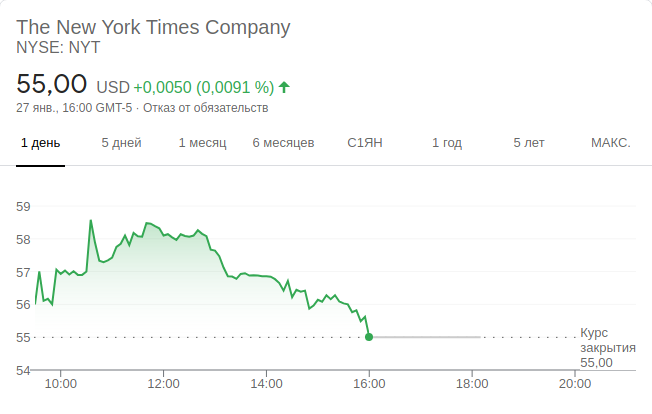 The New York Times Company
NYSE: NYT
55,00 USD +0,0050 (0,0091 %)
27 янв., 16:00 GMT-5 · Отказ от обязательств
1 день 5 дней 1 месяц 6 месяцев С1ЯН 1 год 5 лет МАКС.
59
58
57
56
55
Курс
закрытия
55,00
54
10:00 12:00 14:00 16:00 18:00 20:00